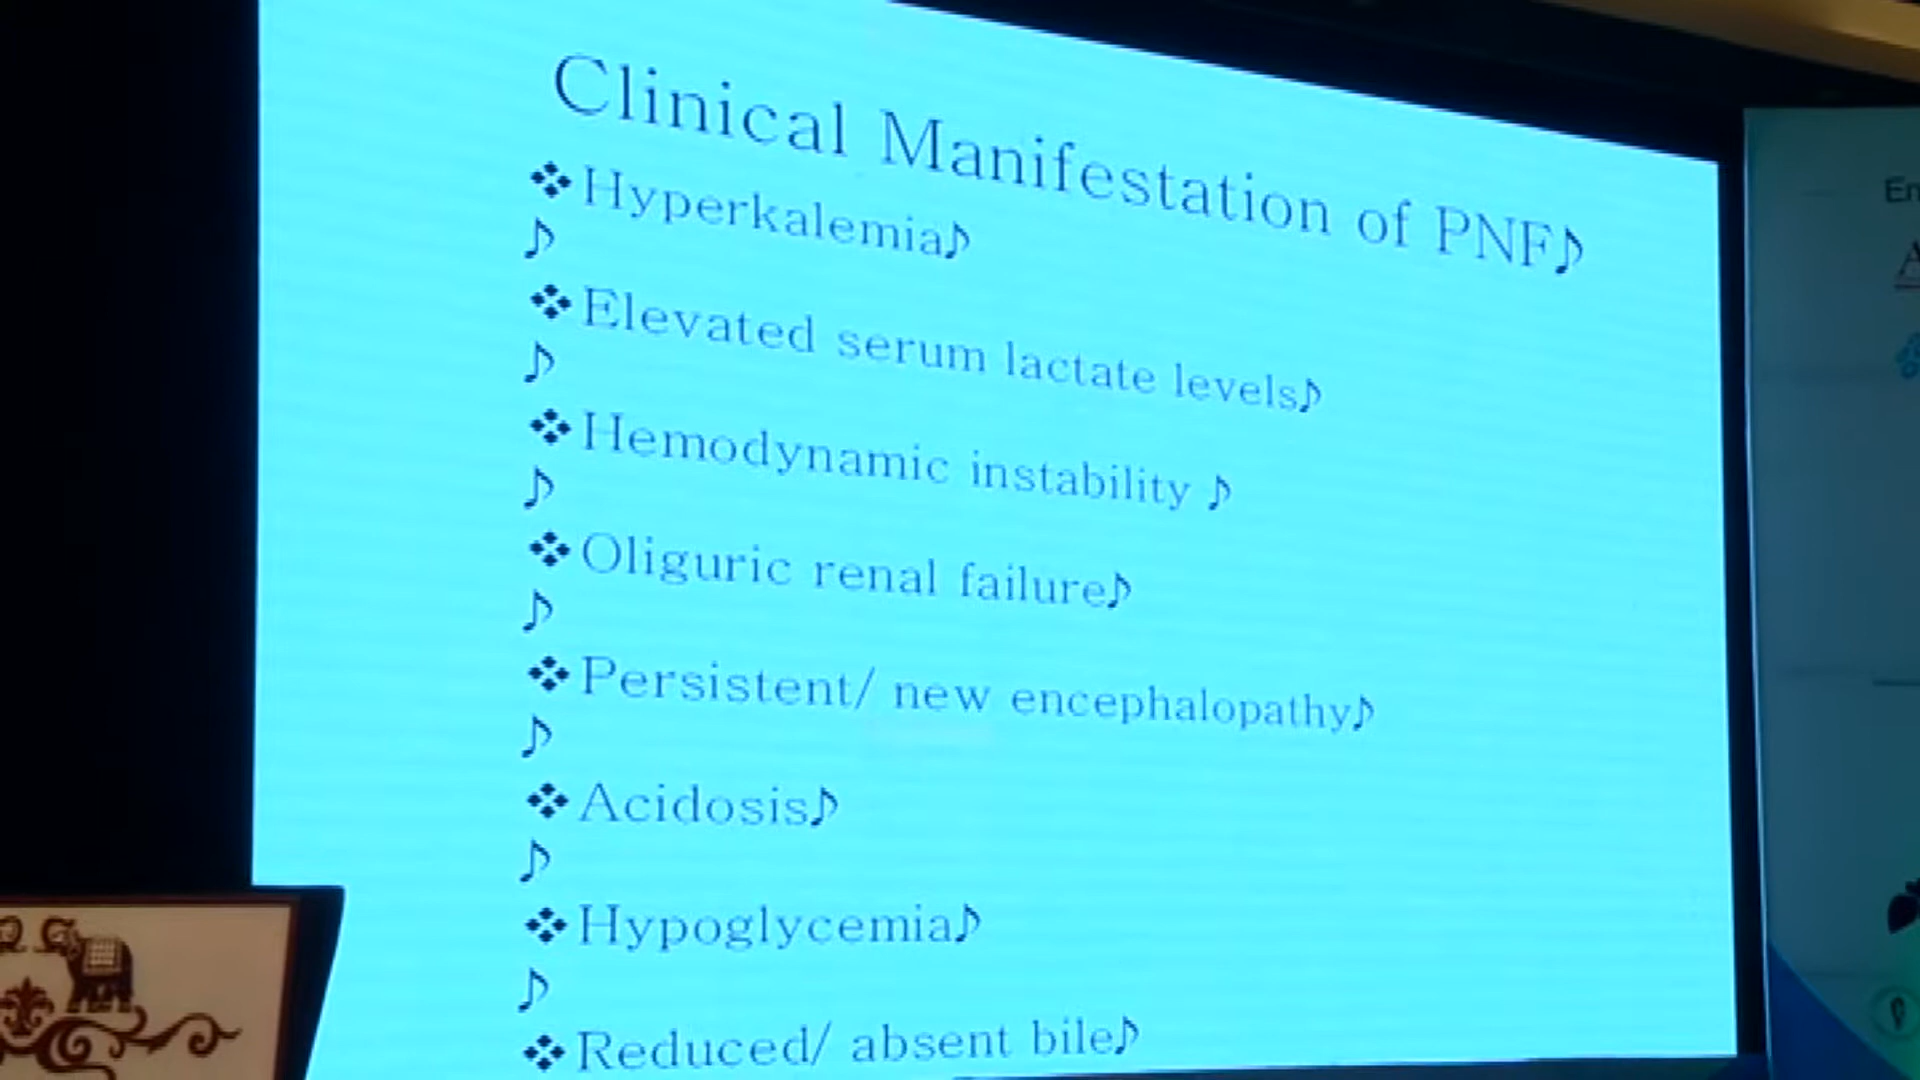 Clinical Manifestation of PNF♪
❖Hyperkalemia♪
♪
❖Elevated serum lactate levels♪
♪
❖Hemodynamic instability ♪
♪
❖Oliguric renal failure♪
♪
❖Persistent/ new encephalopathy♪
♪
❖Acidosis♪
♪
❖Hypoglycemia♪
♪
❖Reduced/ absent bile♪